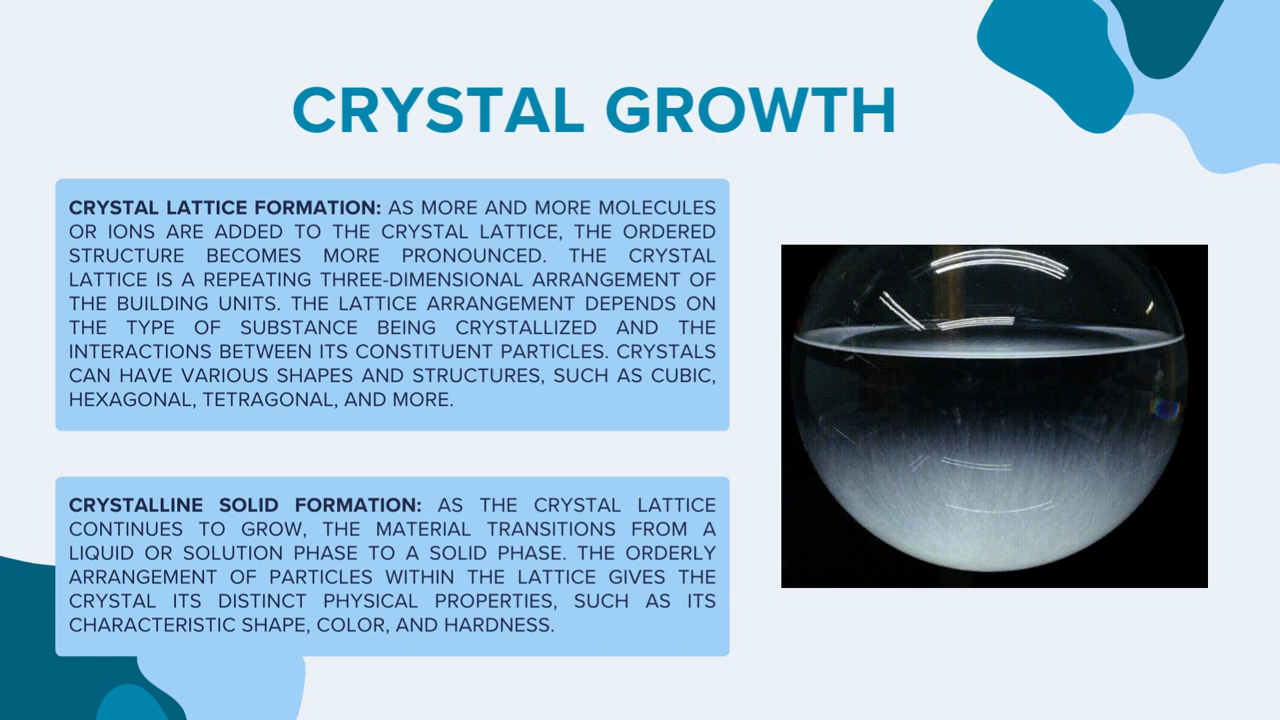 CRYSTAL GROWTH
CRYSTAL LATTICE FORMATION: AS MORE AND MORE MOLECULES
OR IONS ARE ADDED TO THE CRYSTAL LATTICE, THE ORDERED
STRUCTURE BECOMES MORE PRONOUNCED. THE CRYSTAL
LATTICE IS A REPEATING THREE-DIMENSIONAL ARRANGEMENT OF
THE BUILDING UNITS. THE LATTICE ARRANGEMENT DEPENDS ON
THE TYPE OF SUBSTANCE BEING CRYSTALLIZED AND THE
INTERACTIONS BETWEEN ITS CONSTITUENT PARTICLES. CRYSTALS
CAN HAVE VARIOUS SHAPES AND STRUCTURES, SUCH AS CUBIC,
HEXAGONAL, TETRAGONAL, AND MORE.
CRYSTALLINE SOLID FORMATION: AS THE CRYSTAL LATTICE
CONTINUES TO GROW, THE MATERIAL TRANSITIONS FROM A
LIQUID OR SOLUTION PHASE TO A SOLID PHASE. THE ORDERLY
ARRANGEMENT OF PARTICLES WITHIN THE LATTICE GIVES THE
CRYSTAL ITS DISTINCT PHYSICAL PROPERTIES, SUCH AS ITS
CHARACTERISTIC SHAPE, COLOR, AND HARDNESS.